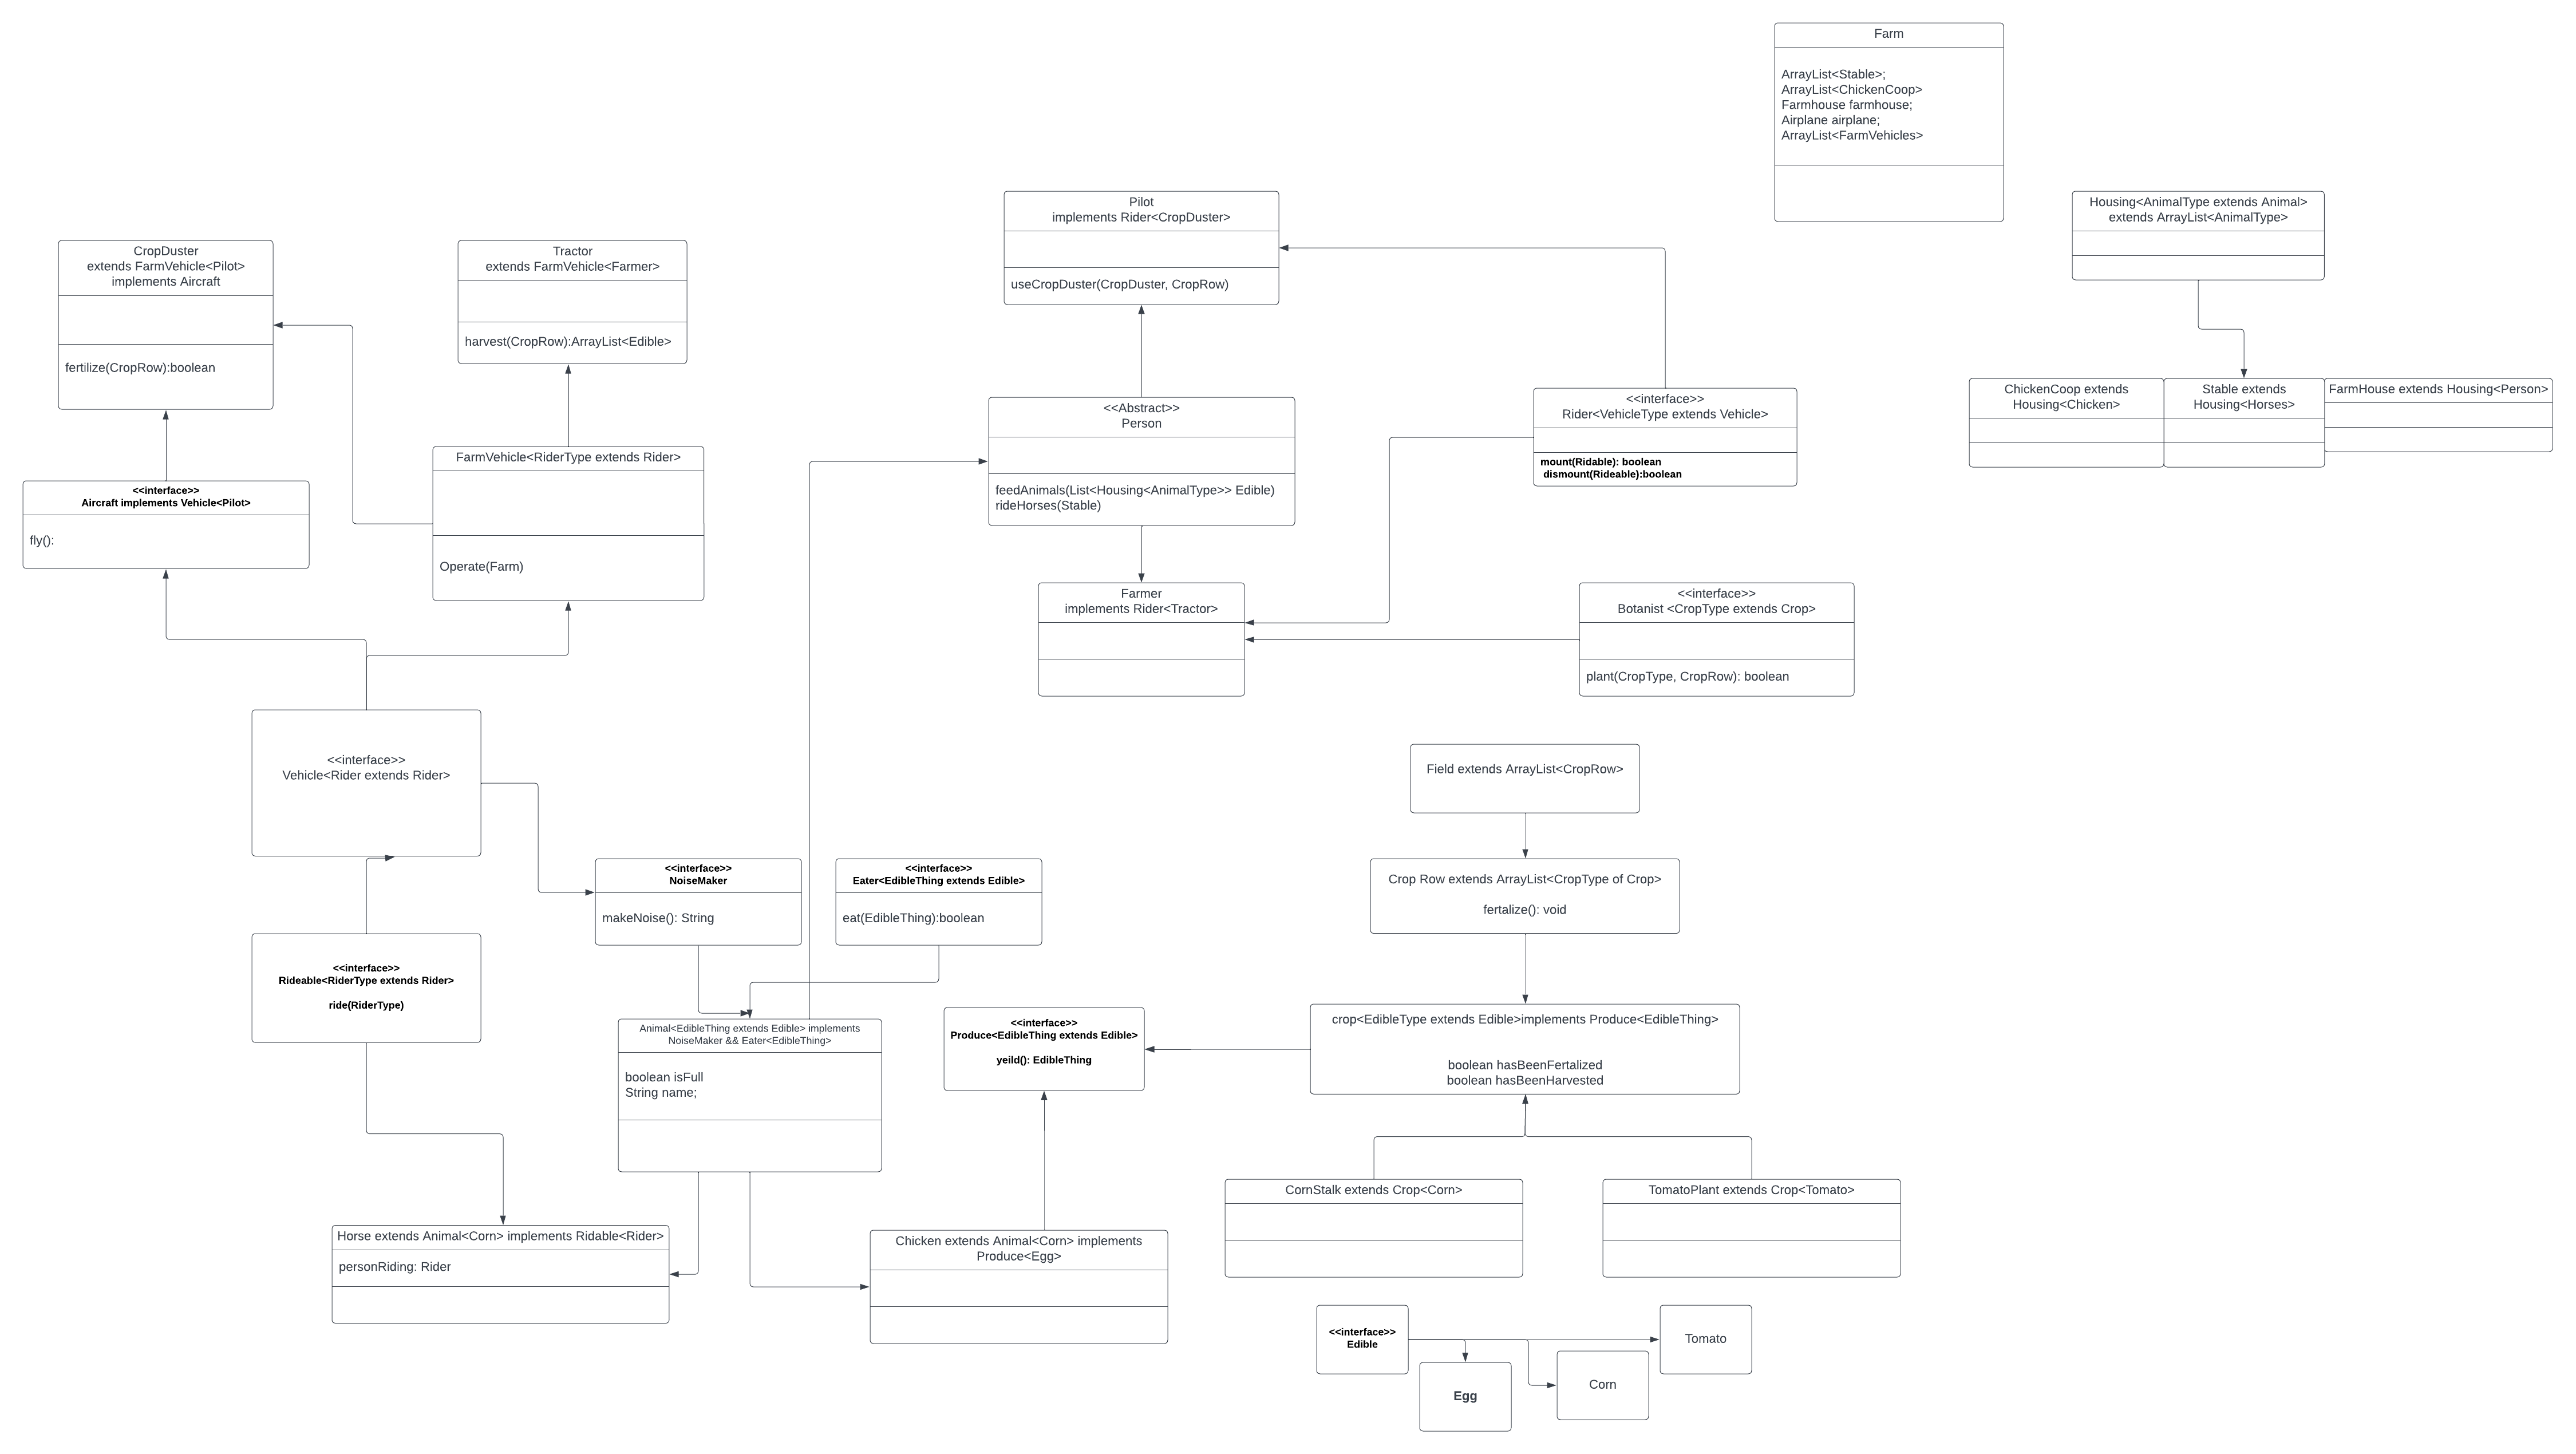 Farm
ArrayList<Stable>;
ArrayList<ChickenCoop>
Farmhouse farmhouse;
Airplane airplane;
ArrayList<FarmVehicles>
Pilot
implements Rider<CropDuster>
useCropDuster(CropDuster, CropRow)
Housing<AnimalType extends Animal>
extends ArrayList<AnimalType>
CropDuster
extends FarmVehicle<Pilot>
implements Aircraft
fertilize(CropRow):boolean
Tractor
extends FarmVehicle<Farmer>
harvest(CropRow):ArrayList<Edible>
<<Abstract>>
Person
feedAnimals(List<Housing<AnimalType>> Edible)
rideHorses(Stable)
<<interface>>
Rider<VehicleType extends Vehicle>
mount(Ridable): boolean
dismount(Rideable):boolean
ChickenCoop extends
Housing<Chicken>
Stable extends
Housing<Horses>
FarmHouse extends Housing<Person>
FarmVehicle<RiderType extends Rider>
Operate(Farm)
<<interface>>
Aircraft implements Vehicle<Pilot>
fly():
Farmer
implements Rider<Tractor>
<<interface>>
Botanist <CropType extends Crop>
plant(CropType, CropRow): boolean
<<interface>>
Vehicle<Rider extends Rider>
Field extends ArrayList<CropRow>
<<interface>>
NoiseMaker
makeNoise(): String
<<interface>>
Eater<EdibleThing extends Edible>
eat(EdibleThing):boolean
Crop Row extends ArrayList<CropType of Crop>
fertalize(): void
<<interface>>
Rideable<RiderType extends Rider>
ride(RiderType)
Animal<EdibleThing extends Edible> implements
NoiseMaker && Eater<EdibleThing>
boolean isFull
String name;
<<interface>>
Produce<EdibleThing extends Edible>
yeild(): EdibleThing
crop<EdibleType extends Edible>implements Produce<EdibleThing>
boolean hasBeenFertalized
boolean hasBeenHarvested
CornStalk extends Crop<Corn>
TomatoPlant extends Crop<Tomato>
Horse extends Animal<Corn> implements Ridable<Rider>
personRiding: Rider
Chicken extends Animal<Corn> implements
Produce<Egg>
<<interface>>
Edible
Tomato
Egg
Corn